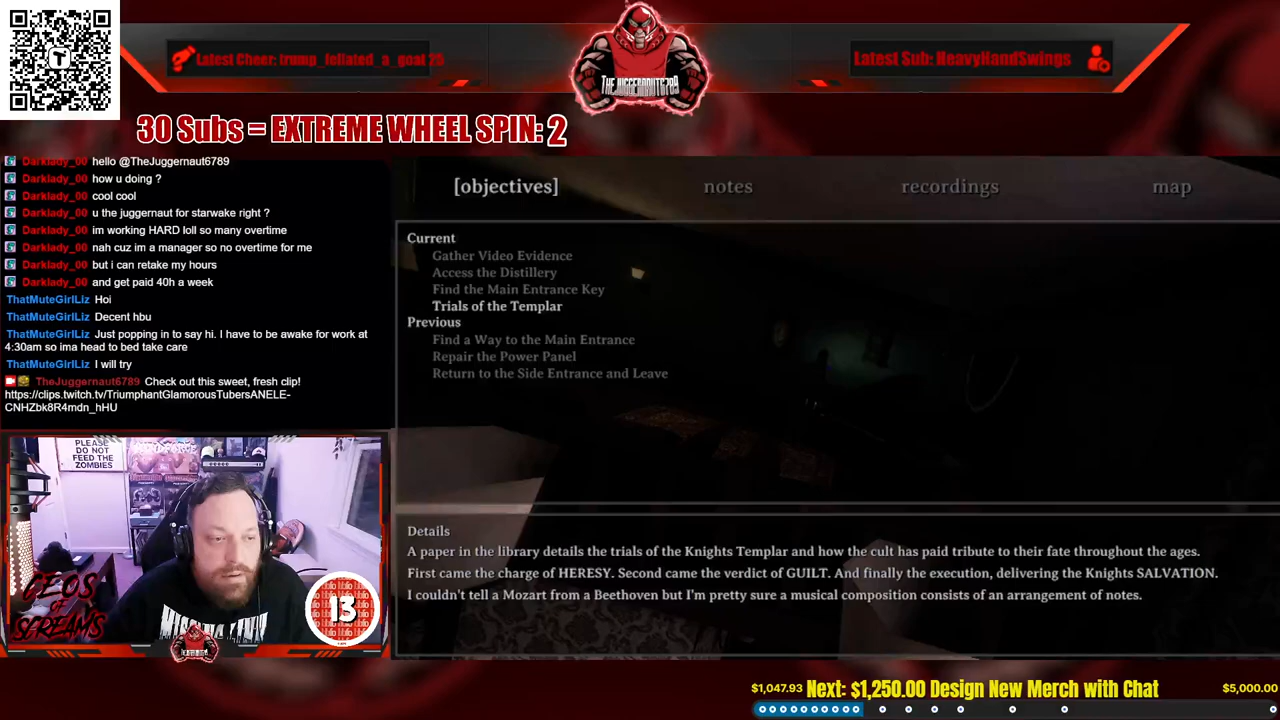 Latest Cheer: trump_fellated_a_goat 25
THEJUGGERNAUT6789
Latest Sub: HeavyHandSwings
30 Subs = EXTREME WHEEL SPIN: 2
Darklady_00 hello @TheJuggernaut6789
Darklady_00 how u doing ?
Darklady_00 cool cool
Darklady_00 u the juggernaut for starwake right ?
Darklady_00 im working HARD loll so many overtime
Darklady_00 nah cuz im a manager so no overtime for me
Darklady_00 but i can retake my hours
Darklady_00 and get paid 40h a week
ThatMuteGirlLiz Hoi
ThatMuteGirlLiz Decent hbu
ThatMuteGirlLiz Just popping in to say hi. I have to be awake for work at
4:30am so ima head to bed take care
ThatMuteGirlLiz I will try
TheJuggernaut6789 Check out this sweet, fresh clip!
https://clips.twitch.tv/TriumphantGlamorousTubersANELE-
CNHZbk8R4mdn_hHU
[objectives]
notes
recordings
map
Current
Gather Video Evidence
Access the Distillery
Find the Main Entrance Key
Trials of the Templar
Previous
Find a Way to the Main Entrance
Repair the Power Panel
Return to the Side Entrance and Leave
Details
A paper in the library details the trials of the Knights Templar and how the cult has paid tribute to their fate throughout the ages.
First came the charge of HERESY. Second came the verdict of GUILT. And finally the execution, delivering the Knights SALVATION.
I couldn't tell a Mozart from a Beethoven but I'm pretty sure a musical composition consists of an arrangement of notes.
PLEASE
DO NOT
FEED THE
ZOMBIES
GEOS
OF
STREAMS
13
$1,047.93
Next: $1,250.00 Design New Merch with Chat
$5,000.00